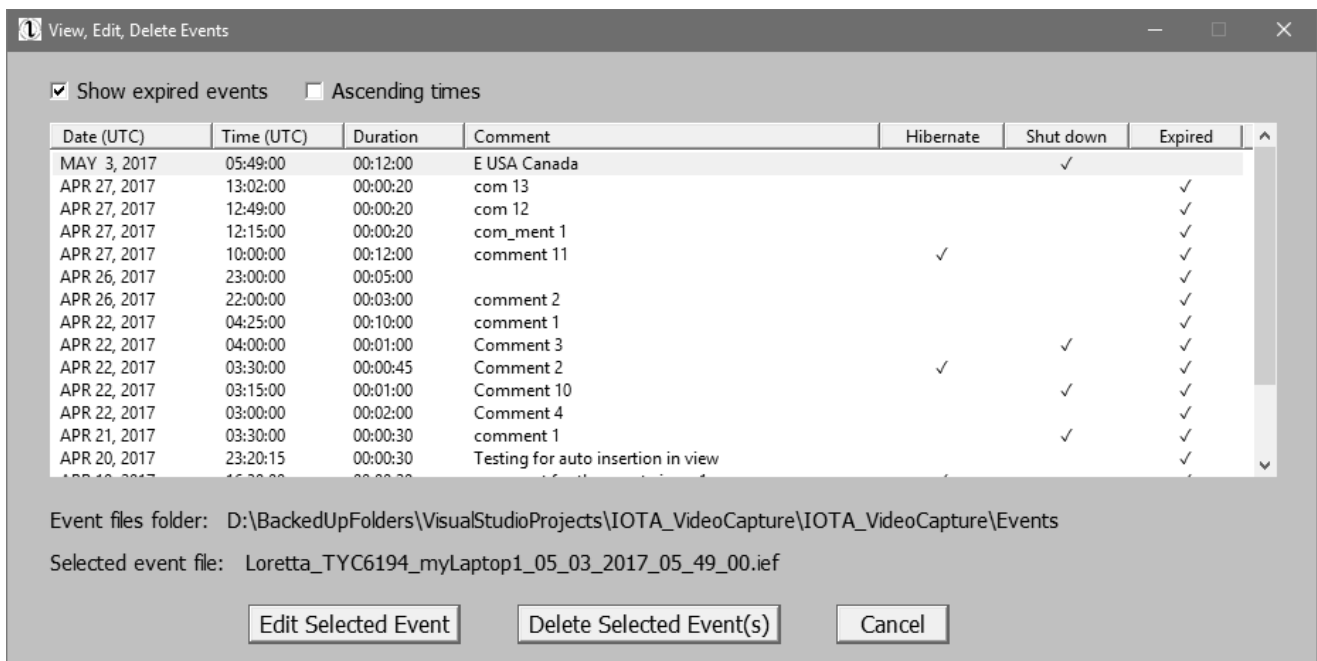 View, Edit, Delete Events
Show expired events Ascending times
Date (UTC) Time (UTC) Duration Comment Hibernate Shut down Expired
MAY 3, 2017 05:49:00 00:12:00 E USA Canada ✓
APR 27, 2017 13:02:00 00:00:20 com 13 ✓
APR 27, 2017 12:49:00 00:00:20 com 12 ✓
APR 27, 2017 12:15:00 00:00:20 com_ment 1 ✓
APR 27, 2017 10:00:00 00:12:00 comment 11 ✓ ✓
APR 26, 2017 23:00:00 00:05:00 ✓
APR 26, 2017 22:00:00 00:03:00 comment 2 ✓
APR 22, 2017 04:25:00 00:10:00 comment 1 ✓
APR 22, 2017 04:00:00 00:01:00 Comment 3 ✓ ✓
APR 22, 2017 03:30:00 00:00:45 Comment 2 ✓ ✓
APR 22, 2017 03:15:00 00:01:00 Comment 10 ✓ ✓
APR 22, 2017 03:00:00 00:02:00 Comment 4 ✓
APR 21, 2017 03:30:00 00:00:30 comment 1 ✓ ✓
APR 20, 2017 23:20:15 00:00:30 Testing for auto insertion in view ✓
Event files folder: D:\BackedUpFolders\VisualStudioProjects\IOTA_VideoCapture\IOTA_VideoCapture\Events
Selected event file: Loretta_TYC6194_myLaptop1_05_03_2017_05_49_00.ief
Edit Selected Event Delete Selected Event(s) Cancel